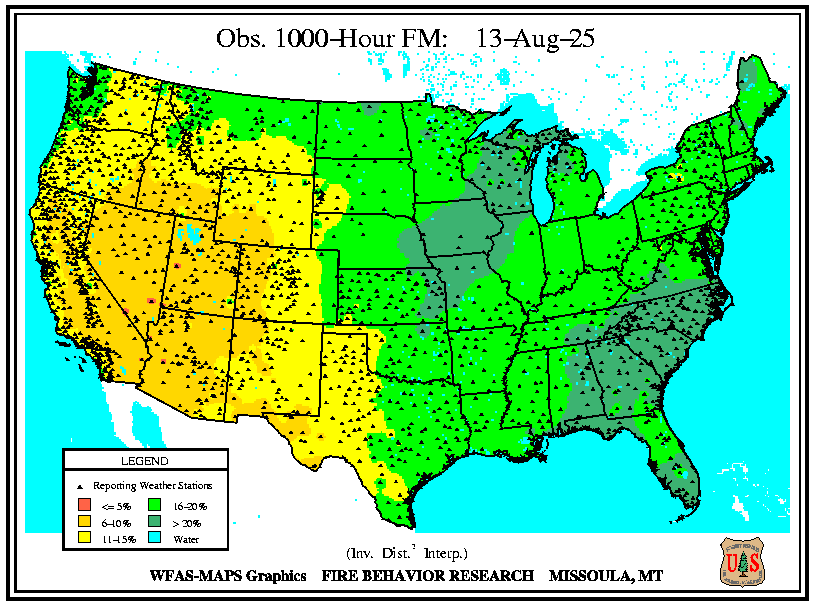 Obs. 1000-Hour FM: 13-Aug-25
LEGEND
Reporting Weather Stations
<= 5% 16-20%
6-10% > 20%
11-15% Water
(Inv. Dist.² Interp.)
WFAS-MAPS Graphics FIRE BEHAVIOR RESEARCH MISSOULA, MT
U S